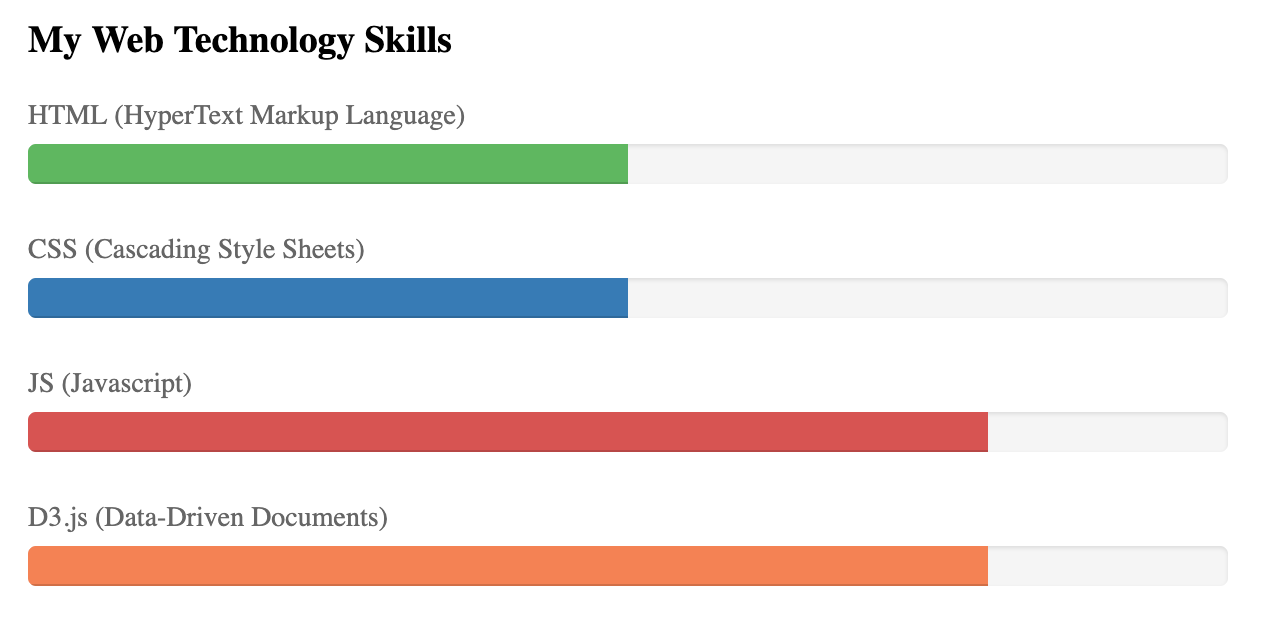 My Web Technology Skills
HTML (HyperText Markup Language)
CSS (Cascading Style Sheets)
JS (Javascript)
D3.js (Data-Driven Documents)